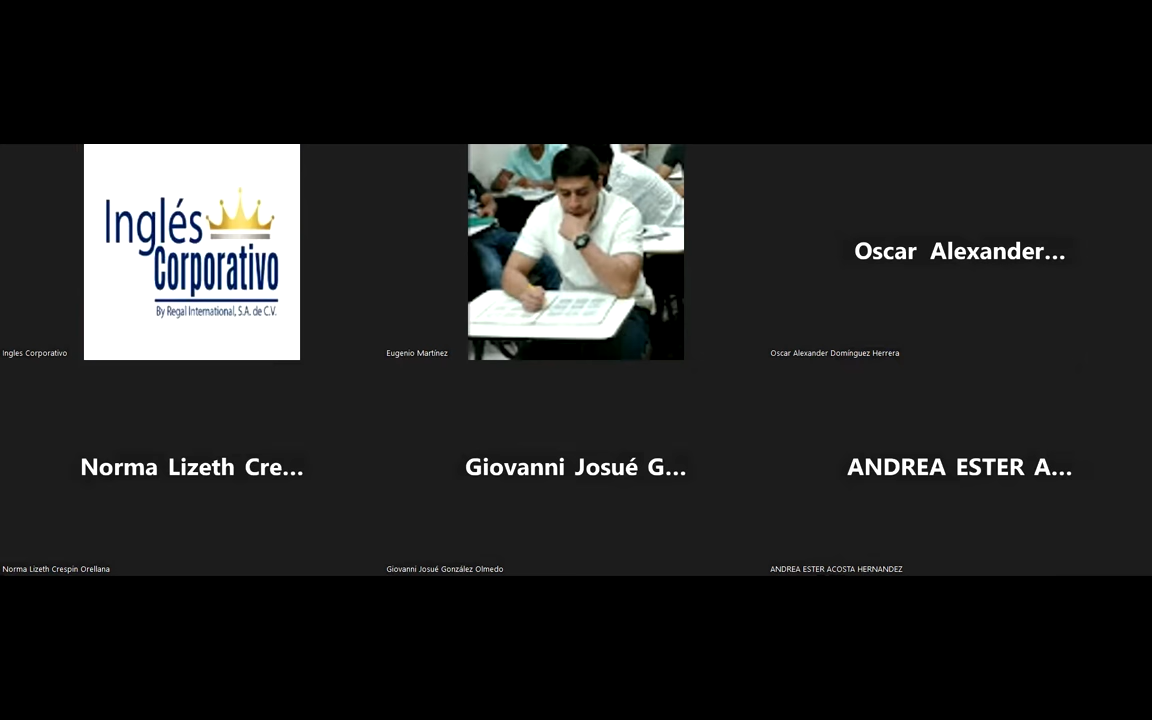 Inglés
Corporativo
By Regal International, S.A. de C.V.
Ingles Corporativo
Eugenio Martínez
Oscar Alexander...
Oscar Alexander Domínguez Herrera
Norma Lizeth Cre...
Norma Lizeth Crespin Orellana
Giovanni Josué G...
Giovanni Josué González Olmedo
ANDREA ESTER A...
ANDREA ESTER ACOSTA HERNANDEZ